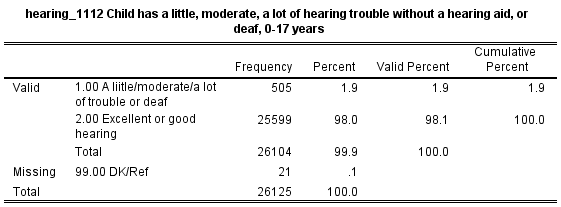 hearing_1112 Child has a little, moderate, a lot of hearing trouble without a hearing aid, or
deaf, 0-17 years
Frequency Percent Valid Percent Cumulative Percent
Valid 1.00 A liitle/moderate/a lot of trouble or deaf 505 1.9 1.9 1.9
2.00 Excellent or good hearing 25599 98.0 98.1 100.0
Total 26104 99.9 100.0
Missing 99.00 DK/Ref 21 .1
Total 26125 100.0